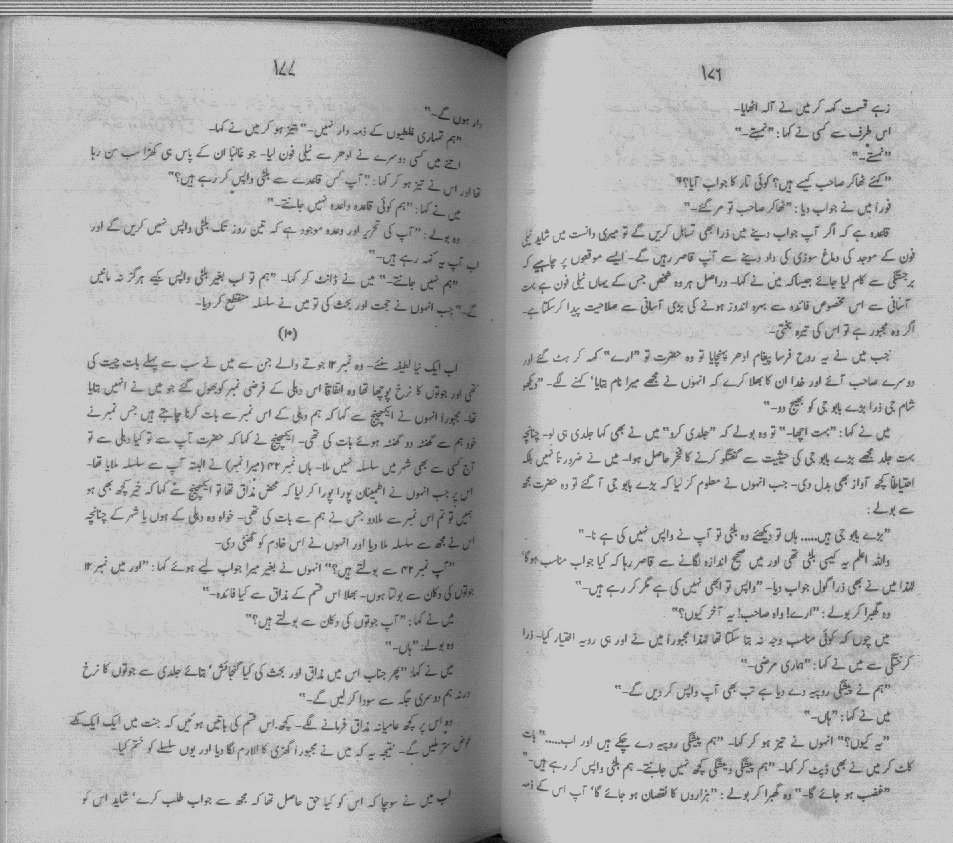 ۱۷۶
زہے قسمت کہہ کر میں نے آلہ اٹھایا۔
اس طرف سے کسی نے کہا: ”نمستے۔“
”نمستے۔“
”کہئے ٹھاکر صاحب کیسے ہیں؟ کوئی تار کا جواب آیا؟“
فوراً میں نے جواب دیا: ”ٹھاکر صاحب تو مر گئے۔“
قاعدہ ہے کہ اگر آپ جواب دینے میں ذرا بھی تساہل کریں گے تو میری دانست میں شاید ٹیلی
فون کے موجد کی دماغ سوزی کی داد دینے سے آپ قاصر رہیں گے۔ ایسے موقعوں پر چاہیے کہ
برجستگی سے کام لیا جائے جیساکہ میں نے کہا۔ دراصل ہر وہ شخص جس کے یہاں ٹیلی فون ہے بہت
آسانی سے اس مخصوص فائدہ سے بہرہ اندوز ہونے کی بڑی آسانی سے صلاحیت پیدا کرسکتا ہے۔
اگر وہ مجبور ہے تو اس کی تیرہ بختی۔
جب میں نے یہ روح فرسا پیغام ادھر پہنچایا تو وہ حضرت تو ”ارے“ کہہ کر ہٹ گئے اور
دوسرے صاحب آئے اور خدا ان کا بھلا کرے کہ انہوں نے مجھے میرا نام بتایا‘ کہنے لگے۔ ”دیکھو
شام جی ذرا بڑے بابو جی کو بھیج دو۔“
میں نے کہا: ”بہت اچھا۔“ تو وہ بولے کہ ”جلدی کرو“ میں نے بھی کہا جلدی ہی لو۔ چنانچہ
بہت جلد مجھے بڑے بابو جی کی حیثیت سے گفتگو کرنے کا فخر حاصل ہوا۔ میں نے ضرورتاً نہیں بلکہ
احتیاطاً کچھ آواز بھی بدل دی۔ جب انہوں نے معلوم کر لیا کہ بڑے بابو جی آ گئے تو وہ حضرت مجھ
سے بولے :
”بڑے بابو جی ہیں..... ہاں تو دیکھئے وہ بلٹی تو آپ نے واپس نہیں کی ہے نا۔“
واللہ اعلم یہ کیسی بلٹی تھی اور میں صحیح اندازہ لگانے سے قاصر رہا کہ کیا جواب مناسب ہوگا‘
لہٰذا میں نے بھی ذرا گول جواب دیا۔ ”واپس تو ابھی نہیں کی ہے مگر کر رہے ہیں۔“
وہ گھبرا کر بولے : ”ارے! واہ صاحب! یہ آخر کیوں؟“
میں چوں کہ کوئی مناسب وجہ نہ بتا سکتا تھا لہٰذا مجبوراً میں نے اور ہی رویہ اختیار کیا۔ ذرا
کرختگی سے میں نے کہا: ”ہماری مرضی۔“
”ہم نے پیشگی روپیہ دے دیا ہے تب بھی آپ واپس کر دیں گے۔“
میں نے کہا: ”ہاں۔“
”یہ کیوں؟“ انہوں نے تیز ہو کر کہا۔ ”ہم پیشگی روپیہ دے چکے ہیں اور اب.....“ بات
کاٹ کر میں نے بھی ڈپٹ کر کہا۔ ”ہم پیشگی ویشگی کچھ نہیں جانتے۔ ہم بلٹی واپس کر رہے ہیں۔“
”غضب ہو جائے گا۔“ وہ گھبرا کر بولے : ”ہزاروں کا نقصان ہو جائے گا‘ آپ اس کے ذمہ
۱۷۷
دار ہوں گے۔“
”ہم تمہاری غلطیوں کے ذمہ دار نہیں۔“ تیز ہو کر میں نے کہا۔
اتنے میں کسی دوسرے نے ادھر سے ٹیلی فون لیا۔ جو غالباً ان کے پاس ہی کھڑا سب سن رہا
تھا اور اس نے تیز ہو کر کہا: ”آپ کس قاعدے سے بلٹی واپس کر رہے ہیں؟“
میں نے کہا: ”ہم کوئی قاعدہ واعدہ نہیں جانتے۔“
وہ بولے : ”آپ کی تحریر اور وعدہ موجود ہے کہ تین روز تک بلٹی واپس نہیں کریں گے اور
اب آپ یہ کہہ رہے ہیں۔“
”ہم نہیں جانتے۔“ میں نے ڈانٹ کر کہا۔ ”ہم تو اب بغیر بلٹی واپس کیے ہرگز نہ مانیں
گے۔“ جب انہوں نے حجت اور بحث کی تو میں نے سلسلہ منقطع کر دیا۔
(۱۰)
اب ایک نیا لطیفہ سنئے۔ وہ نمبر ۱۲ جوتے والے جن سے میں نے سب سے پہلے بات چیت کی
تھی اور جوتوں کا نرخ پوچھا تھا وہ اتفاقاً اس دہلی کے فرضی نمبر کو بھول گئے جو میں نے انہیں بتایا
تھا۔ مجبوراً انہوں نے ایکسچینج سے کہا کہ ہم دہلی کے اس نمبر سے بات کرنا چاہتے ہیں جس نمبر نے
خود ہم سے گھنٹہ دو گھنٹہ ہوئے بات کی تھی۔ ایکسچینج نے کہا کہ حضرت آپ سے تو کیا دہلی سے تو
آج کسی سے بھی شہر میں سلسلہ نہیں ملا۔ ہاں نمبر ۴۲ (میرا نمبر) نے البتہ آپ سے سلسلہ ملایا تھا۔
اس پر جب انہوں نے اطمینان پورا پورا کر لیا کہ محض مذاق تھا تو ایکسچینج سے کہا کہ خیر کچھ بھی ہو
ہمیں تو تم اس نمبر سے ملادو جس نے ہم سے بات کی تھی۔ خواہ وہ دہلی کے ہوں یا شہر کے چنانچہ
اس نے مجھ سے سلسلہ ملا دیا اور انہوں نے اس خادم کو گھنٹی دی۔
”آپ نمبر ۴۲ سے بولتے ہیں؟“ انہوں نے بغیر میرا جواب لیے ہوئے کہا: ”اور میں نمبر ۱۲
جوتوں کی دکان سے بولتا ہوں۔ بھلا اس قسم کے مذاق سے کیا فائدہ۔“
میں نے کہا: ”آپ جوتوں کی دکان سے بولتے ہیں؟“
وہ بولے: ”ہاں۔“
میں نے کہا: ”پھر جناب اس میں مذاق اور بحث کی کیا گنجائش‘ بتائے جلدی سے جوتوں کا نرخ
ورنہ ہم دوسری جگہ سے سودا کرلیں گے۔“
وہ اس پر کچھ عامیانہ مذاق فرمانے لگے۔ کچھ اس قسم کی باتیں ہوئیں کہ جنت میں ایک ایک کے
عوض ستر ملیں گے۔ نتیجہ یہ کہ میں نے مجبوراً گھڑی کا الارم لگا دیا اور یوں سلسلے کو ختم کیا۔
اب میں نے سوچا کہ اس کو کیا حق حاصل تھا کہ مجھ سے جواب طلب کرے‘ شاید اس کو